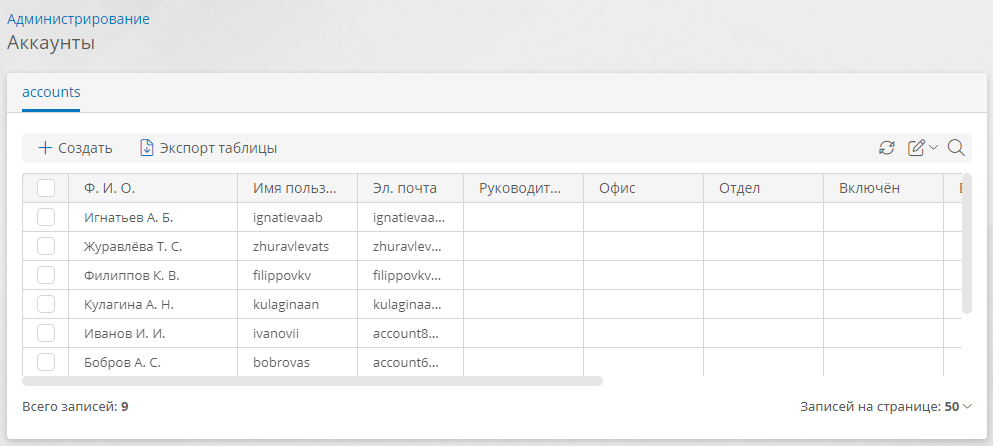 Администрирование
Аккаунты
accounts
Создать Экспорт таблицы
Ф. И. О. Имя польз... Эл. почта Руководит... Офис Отдел Включён
Игнатьев А. Б. ignatievaab ignatievaa...
Журавлёва Т. С. zhuravlevats zhuravlev...
Филиппов К. В. filippovkv filippovkv...
Кулагина А. Н. kulaginaan kulaginaa...
Иванов И. И. ivanovii account8...
Бобров А. С. bobrovas account6...
Всего записей: 9 Записей на странице: 50